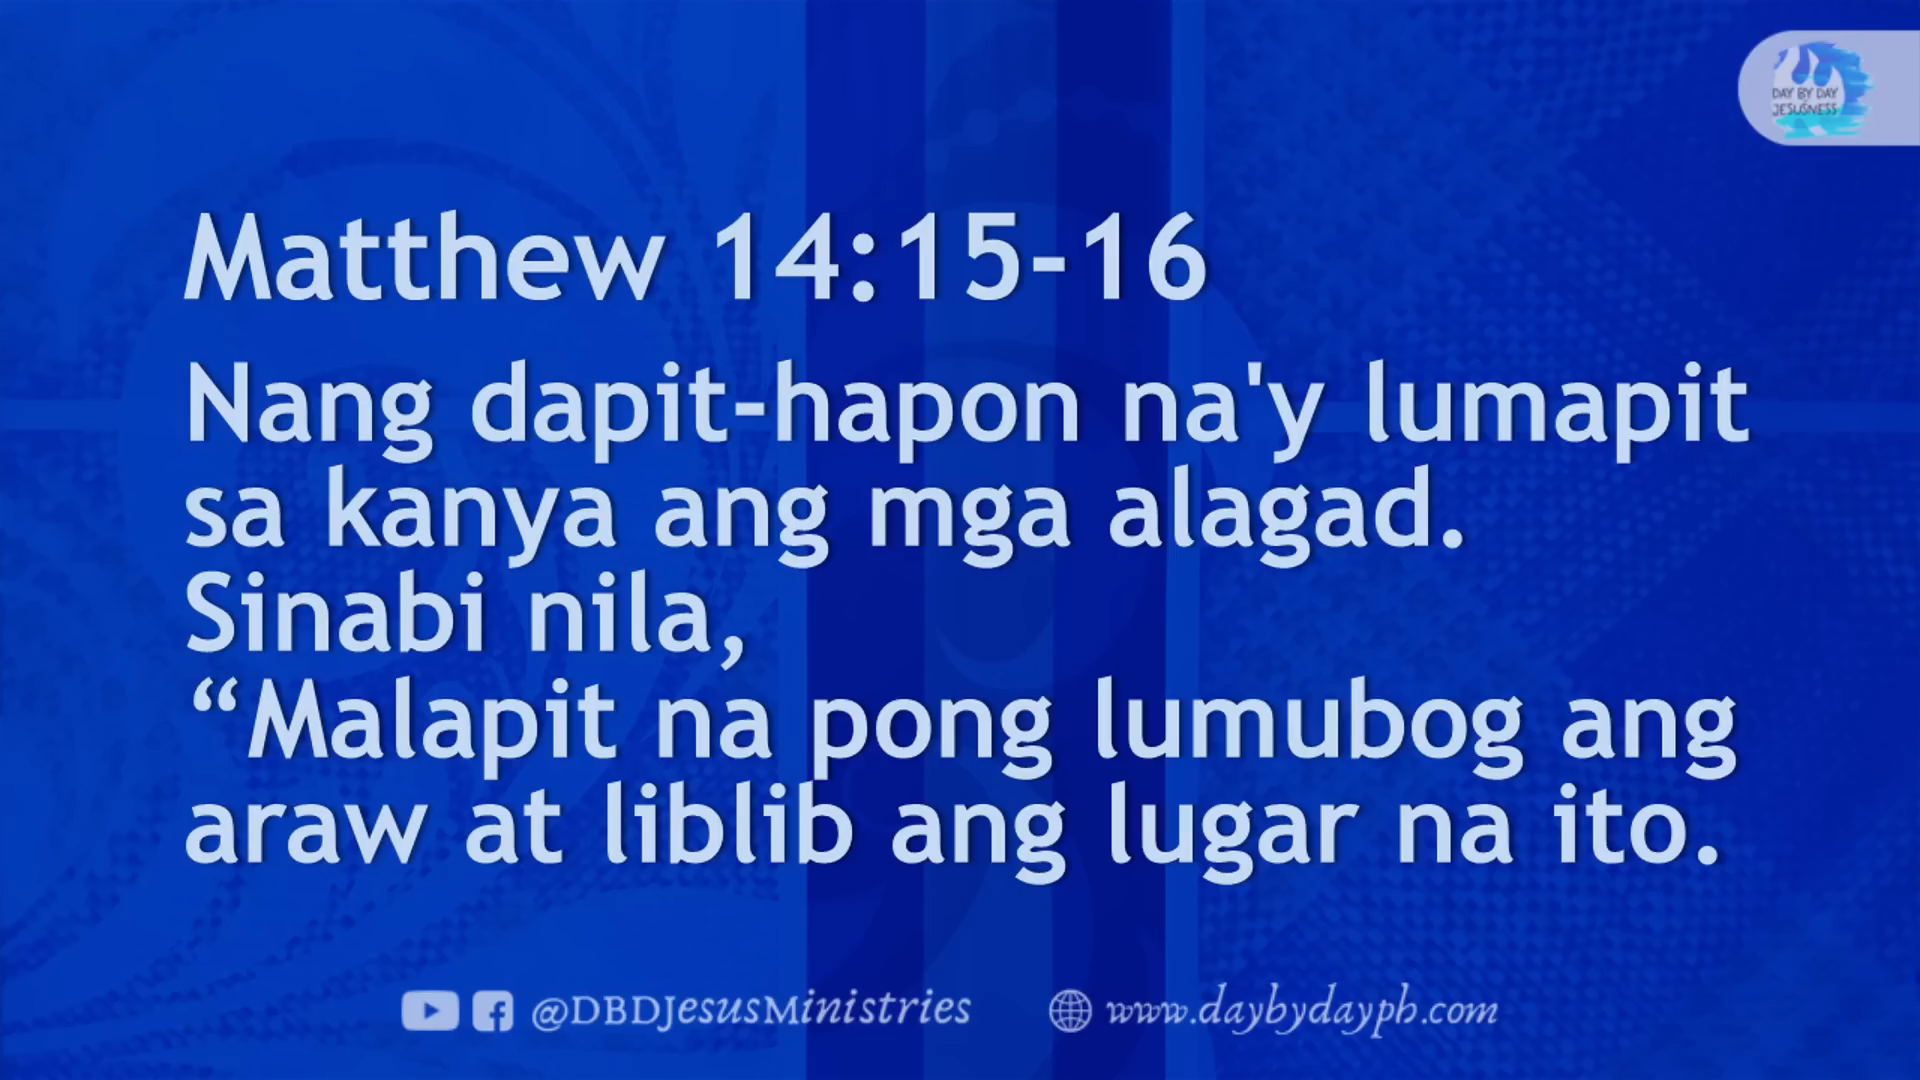 DAY BY DAY
JESUSNESS
Matthew 14:15-16
Nang dapit-hapon na'y lumapit
sa kanya ang mga alagad.
Sinabi nila,
“Malapit na pong lumubog ang
araw at liblib ang lugar na ito.
@DBDJesusMinistries www.daybydayph.com